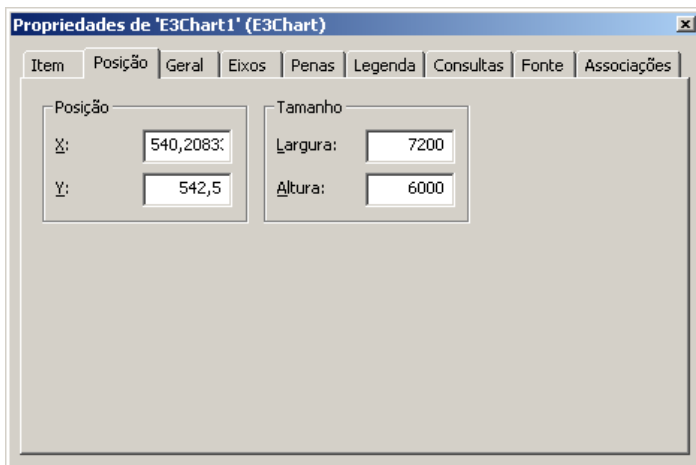 Propriedades de 'E3Chart1' (E3Chart)
Item Posição Geral Eixos Penas Legenda Consultas Fonte Associações
Posição Tamanho
X: 540,2083 Largura: 7200
Y: 542,5 Altura: 6000